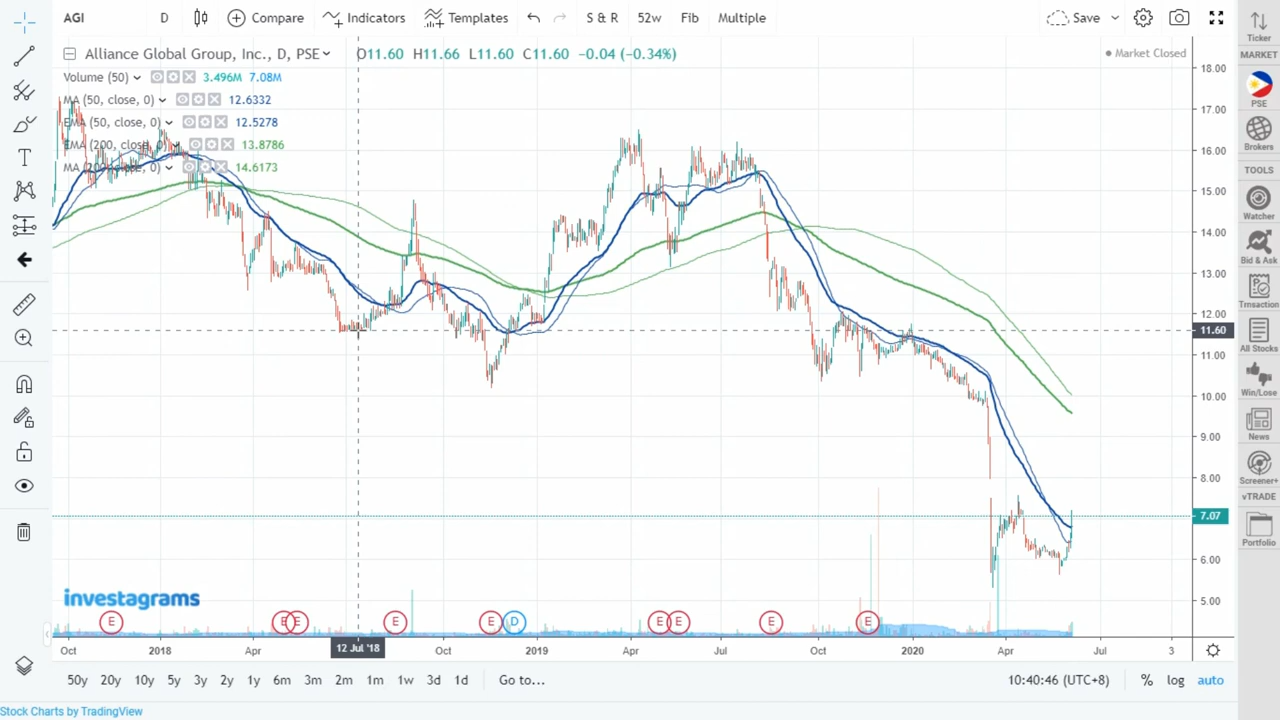 AGI D Compare Indicators Templates S & R 52w Fib Multiple Save
Ticker
MARKET
PSE
Brokers
TOOLS
Watcher
Bid & Ask
Trnsaction
All Stocks
Win/Lose
News
Screener+
vTRADE
Portfolio
Alliance Global Group, Inc., D, PSE O11.60 H11.66 L11.60 C11.60 −0.04 (−0.34%)
Market Closed
Volume (50) 3.496M 7.08M
MA (50, close, 0) 12.6332
EMA (50, close, 0) 12.5278
EMA (200, close, 0) 13.8786
MA (200, close, 0) 14.6173
18.00
17.00
16.00
15.00
14.00
13.00
12.00
11.60
11.00
10.00
9.00
8.00
7.07
6.00
5.00
investagrams
E E E E E D E E E E
Oct 2018 Apr 12 Jul '18 Oct 2019 Apr Jul Oct 2020 Apr Jul 3
50y 20y 10y 5y 3y 2y 1y 6m 3m 2m 1m 1w 3d 1d Go to... 10:40:46 (UTC+8) % log auto
Stock Charts by TradingView